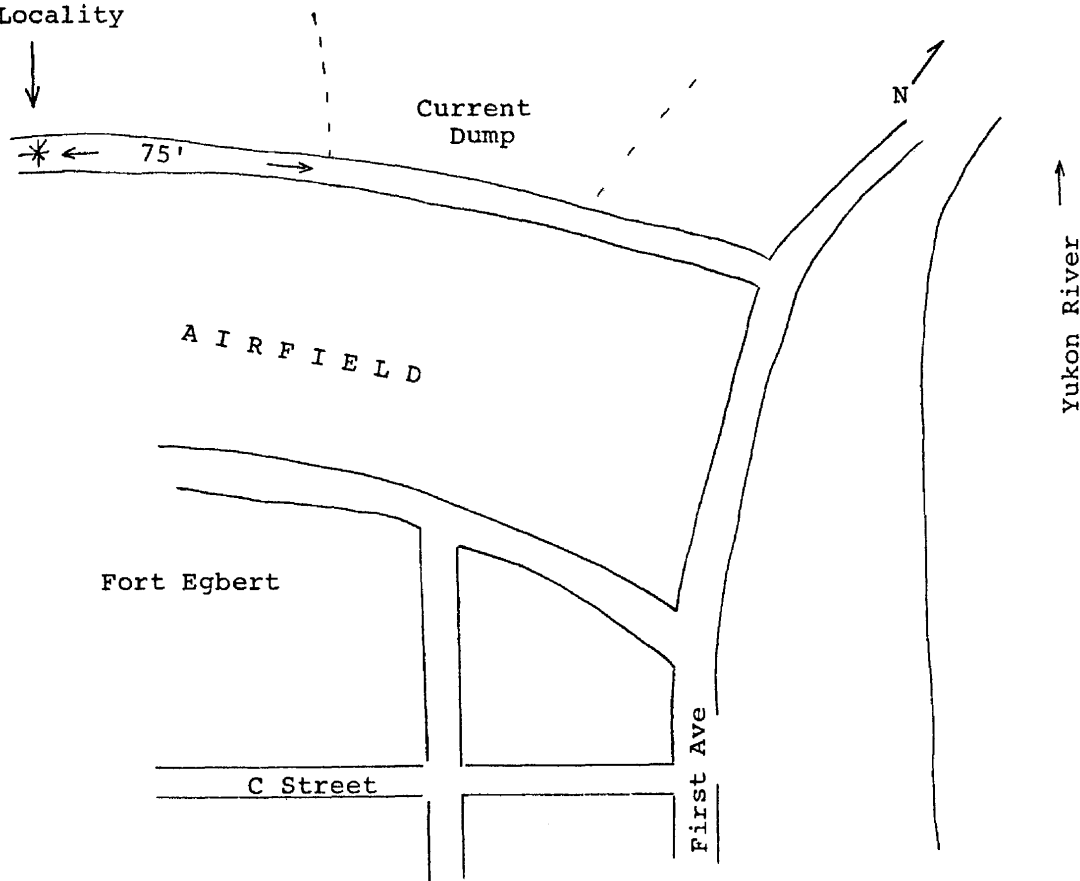 Locality
Current
Dump
N
75'
Yukon River
AIRFIELD
Fort Egbert
First Ave
C Street